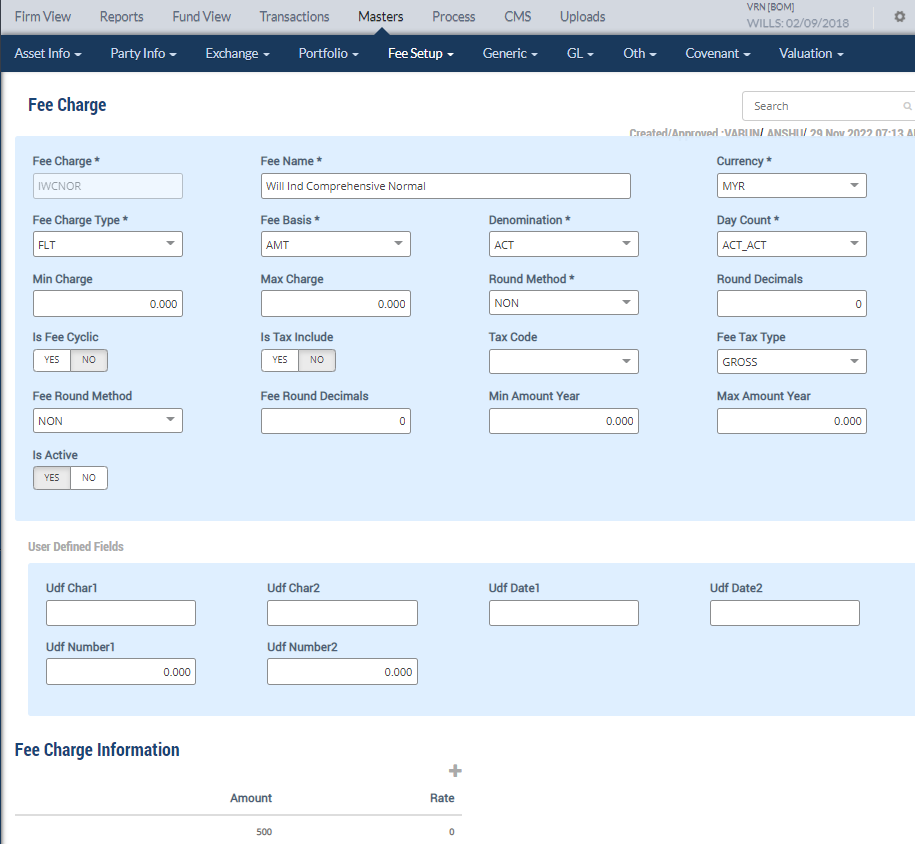 Firm View Reports Fund View Transactions Masters Process CMS Uploads VRN [BOM]
WILLS: 02/09/2018
Asset Info Party Info Exchange Portfolio Fee Setup Generic GL Oth Covenant Valuation
Fee Charge
Search
Created/Approved :VARUN/ ANSHU/ 29 Nov 2022 07:13 A
Fee Charge * Fee Name * Currency *
IWCNOR Will Ind Comprehensive Normal MYR
Fee Charge Type * Fee Basis * Denomination * Day Count *
FLT AMT ACT ACT_ACT
Min Charge Max Charge Round Method * Round Decimals
0.000 0.000 NON 0
Is Fee Cyclic Is Tax Include Tax Code Fee Tax Type
YES NO YES NO GROSS
Fee Round Method Fee Round Decimals Min Amount Year Max Amount Year
NON 0 0.000 0.000
Is Active
YES NO
User Defined Fields
Udf Char1 Udf Char2 Udf Date1 Udf Date2
Udf Number1 Udf Number2
0.000 0.000
Fee Charge Information
Amount Rate
500 0